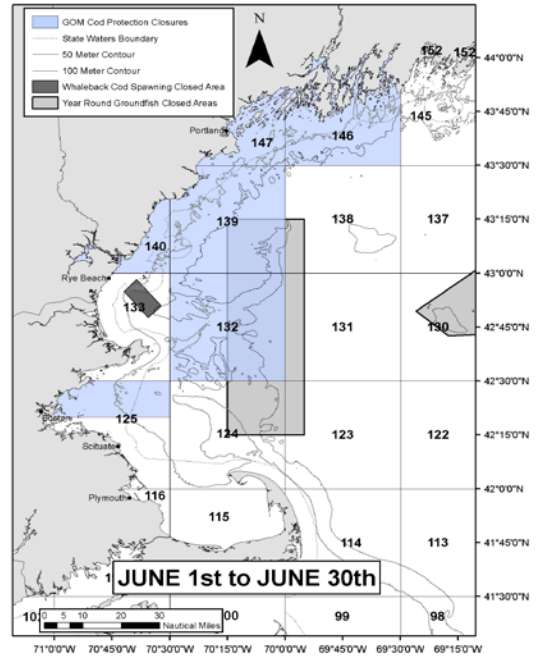 GOM Cod Protection Closures
State Waters Boundary
50 Meter Contour
100 Meter Contour
Whaleback Cod Spawning Closed Area
Year Round Groundfish Closed Areas
N
152 152
44°0'0"N
145
43°45'0"N
Portland
147 146
43°30'0"N
139 138 137
43°15'0"N
140
Rye Beach
43°0'0"N
133
132 131 130
42°45'0"N
42°30'0"N
Boston
125
124 123 122
42°15'0"N
Scituate
42°0'0"N
Plymouth
116
115
114 113
41°45'0"N
JUNE 1st to JUNE 30th
41°30'0"N
99 98
0 5 10 20 30
Nautical Miles
71°0'0"W 70°45'0"W 70°30'0"W 70°15'0"W 70°0'0"W 69°45'0"W 69°30'0"W 69°15'0"W